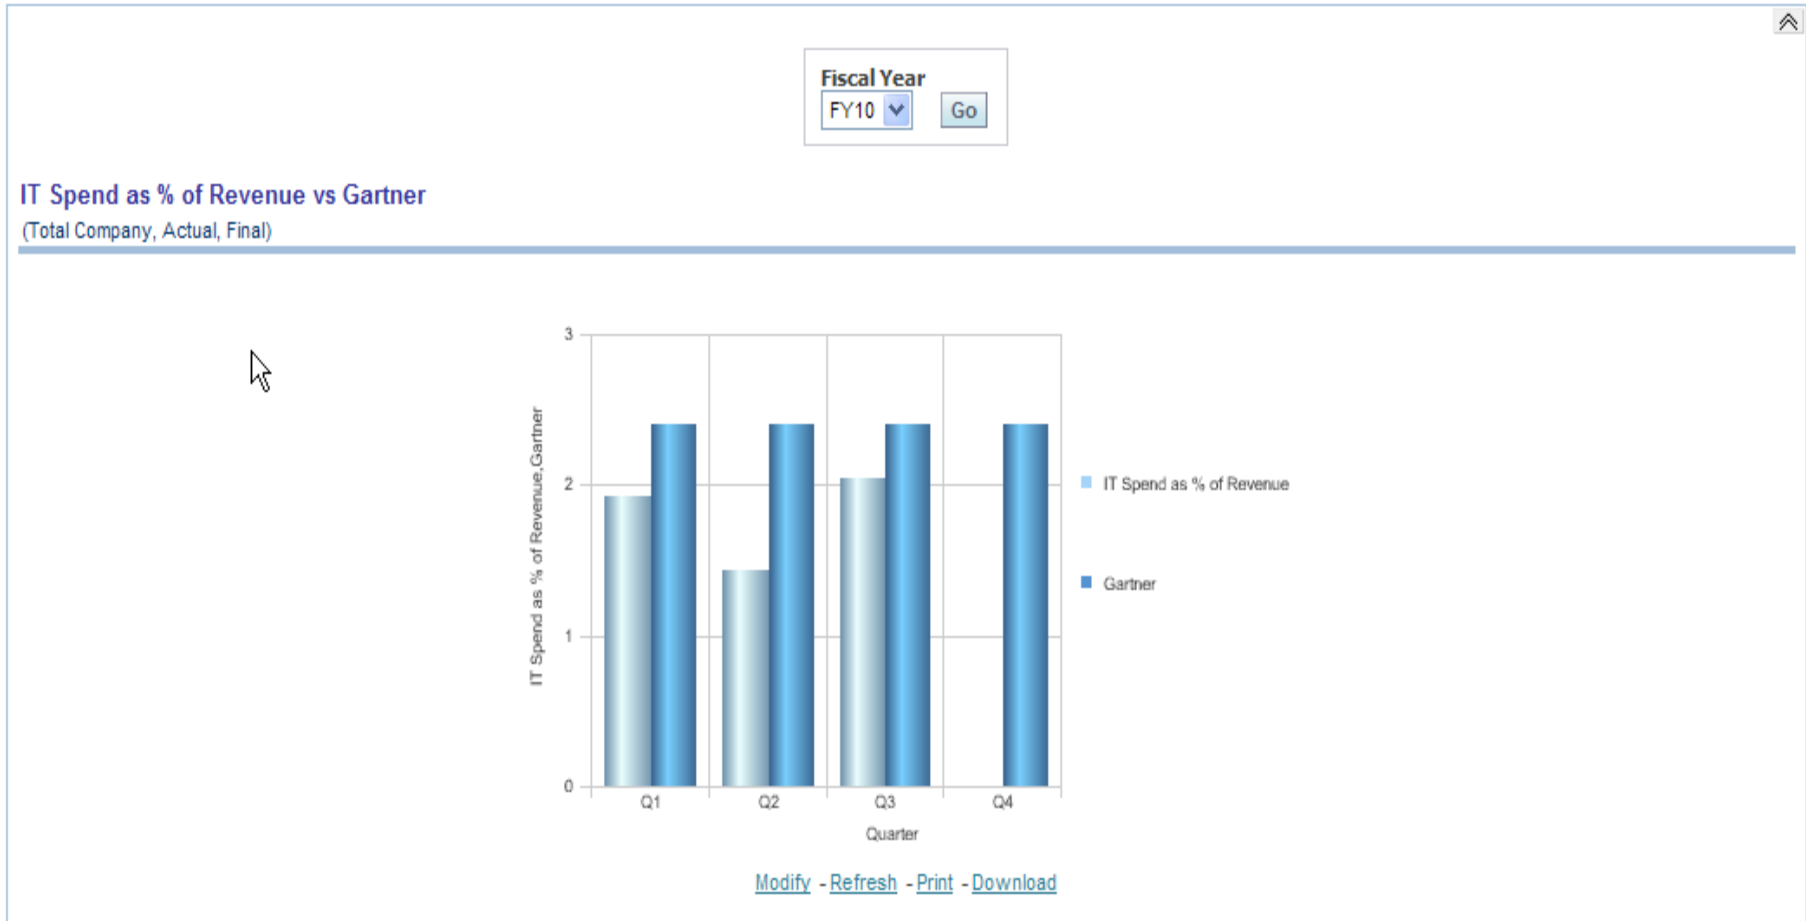 Fiscal Year
FY10 Go
IT Spend as % of Revenue vs Gartner
(Total Company, Actual, Final)
3
2
1
0
IT Spend as % of Revenue,Gartner
Q1 Q2 Q3 Q4
Quarter
IT Spend as % of Revenue
Gartner
Modify - Refresh - Print - Download